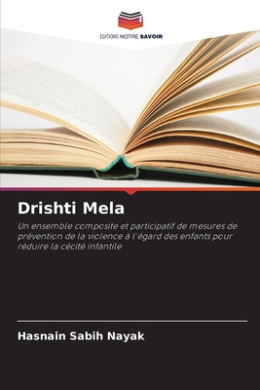 EDITIONS NOTRE SAVOIR
Drishti Mela
Un ensemble composite et participatif de mesures de
prévention de la violence à l'égard des enfants pour
réduire la cécité infantile
Hasnain Sabih Nayak